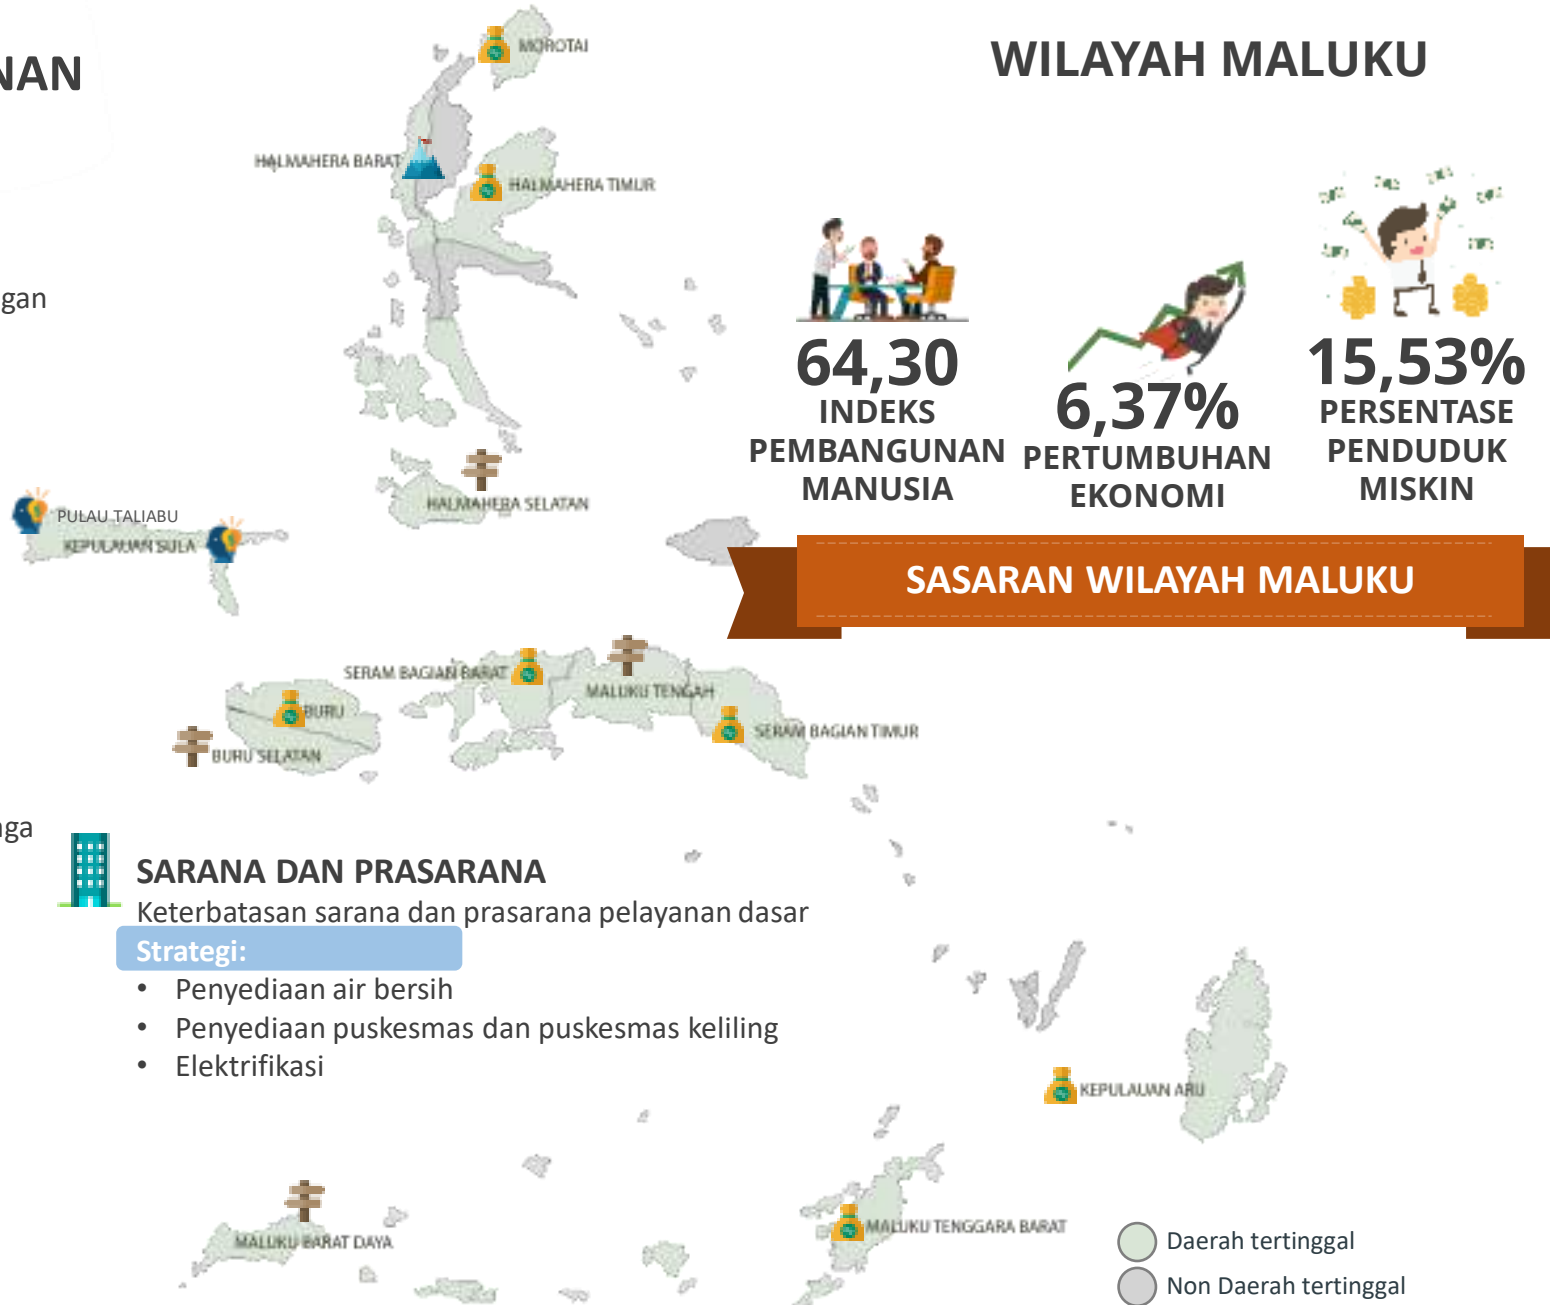 NAN
WILAYAH MALUKU
MOROTAI
HALMAHERA BARAT
HALMAHERA TIMUR
gan
64,30
INDEKS
PEMBANGUNAN
MANUSIA
6,37%
PERTUMBUHAN
EKONOMI
15,53%
PERSENTASE
PENDUDUK
MISKIN
HALMAHERA SELATAN
PULAU TALIABU
KEPULAUAN SULA
SASARAN WILAYAH MALUKU
SERAM BAGIAN BARAT
MALUKU TENGAH
BURU
SERAM BAGIAN TIMUR
BURU SELATAN
ga
SARANA DAN PRASARANA
Keterbatasan sarana dan prasarana pelayanan dasar
Strategi:
• Penyediaan air bersih
• Penyediaan puskesmas dan puskesmas keliling
• Elektrifikasi
KEPULAUAN ARU
MALUKU TENGGARA BARAT
MALUKU BARAT DAYA
Daerah tertinggal
Non Daerah tertinggal